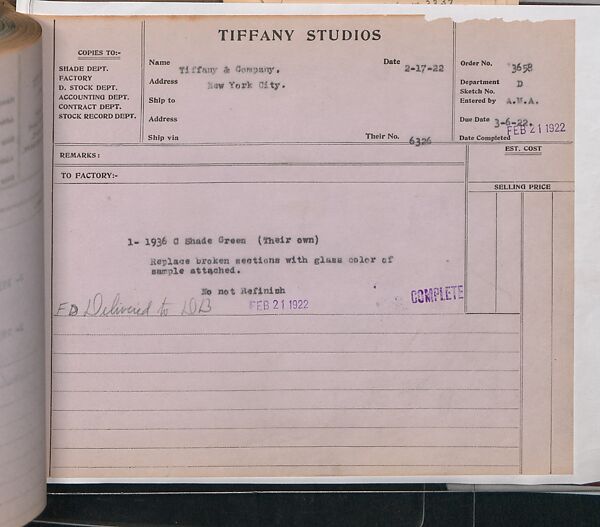 TIFFANY STUDIOS
COPIES TO:-
SHADE DEPT.
FACTORY
D. STOCK DEPT.
ACCOUNTING DEPT.
CONTRACT DEPT.
STOCK RECORD DEPT.
Name Tiffany & Company. Date 2-17-22
Address New York City.
Ship to
Address
Ship via Their No. 6326
Order No. 3658
Department D
Sketch No.
Entered by A.M.A.
Due Date 3-6-22.
Date Completed FEB 21 1922
REMARKS:
EST. COST
TO FACTORY:-
SELLING PRICE
1- 1936 C Shade Green (Their own)
Replace broken sections with glass color of
sample attached.
Do not Refinish
FD Delivered to DB FEB 21 1922 COMPLETE